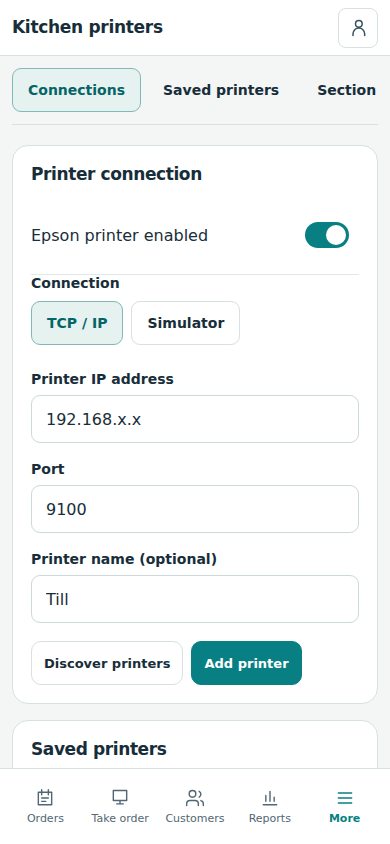 Kitchen printers
Connections Saved printers Section
Printer connection
Epson printer enabled
Connection
TCP / IP Simulator
Printer IP address
192.168.x.x
Port
9100
Printer name (optional)
Till
Discover printers Add printer
Saved printers
Orders Take order Customers Reports More